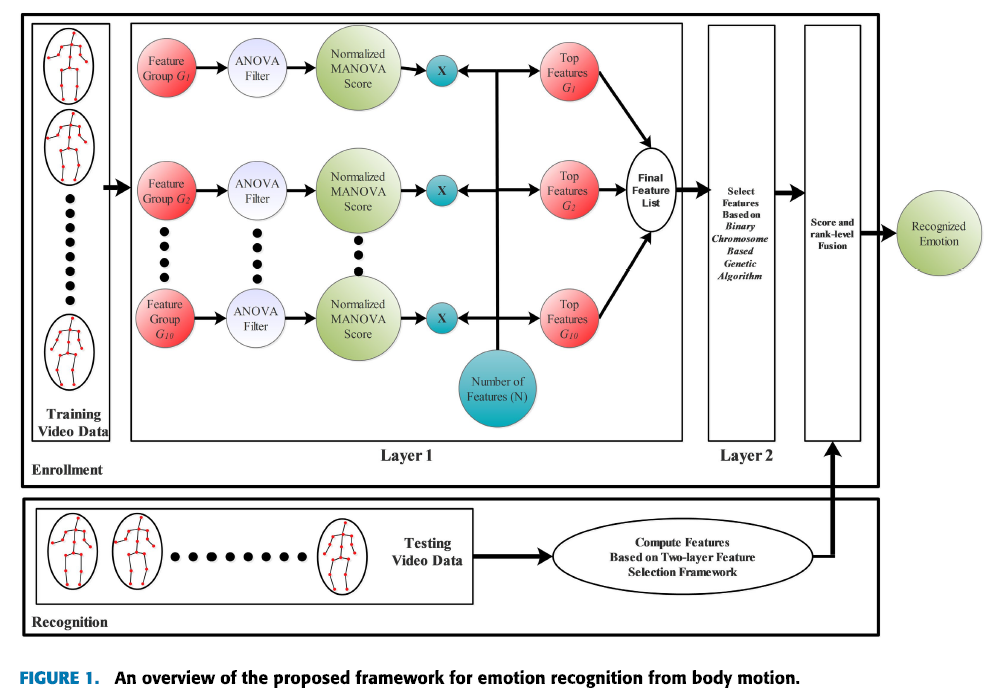 Feature
Group G1
ANOVA
Filter
Normalized
MANOVA
Score
X
Top
Features
G1
Feature
Group G2
ANOVA
Filter
Normalized
MANOVA
Score
X
Top
Features
G2
Feature
Group
G10
ANOVA
Filter
Normalized
MANOVA
Score
X
Top
Features
G10
Number of
Features (N)
Final
Feature
List
Training
Video Data
Enrollment
Layer 1
Select
Features
Based on
Binary
Chromosome
Based
Genetic
Algorithm
Layer 2
Score and
rank-level
Fusion
Recognized
Emotion
Testing
Video Data
Compute Features
Based on Two-layer Feature
Selection Framework
Recognition
FIGURE 1. An overview of the proposed framework for emotion recognition from body motion.